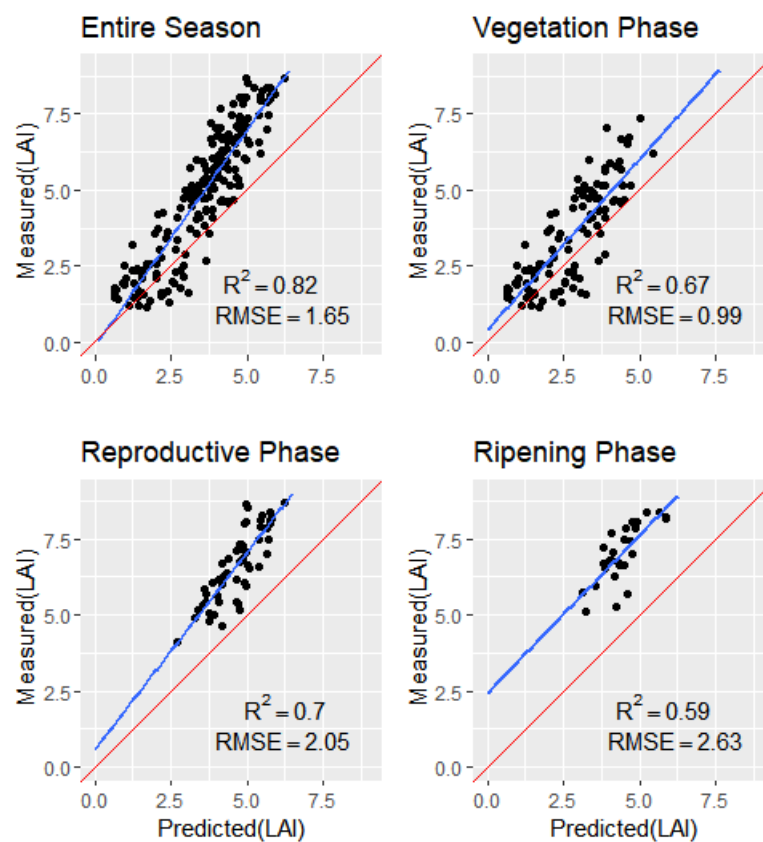 Entire Season
Measured(LAI)
7.5
5.0
2.5
0.0
R² = 0.82
RMSE = 1.65
0.0 2.5 5.0 7.5
Vegetation Phase
Measured(LAI)
7.5
5.0
2.5
0.0
R² = 0.67
RMSE = 0.99
0.0 2.5 5.0 7.5
Reproductive Phase
Measured(LAI)
7.5
5.0
2.5
0.0
R² = 0.7
RMSE = 2.05
0.0 2.5 5.0 7.5
Predicted(LAI)
Ripening Phase
Measured(LAI)
7.5
5.0
2.5
0.0
R² = 0.59
RMSE = 2.63
0.0 2.5 5.0 7.5
Predicted(LAI)